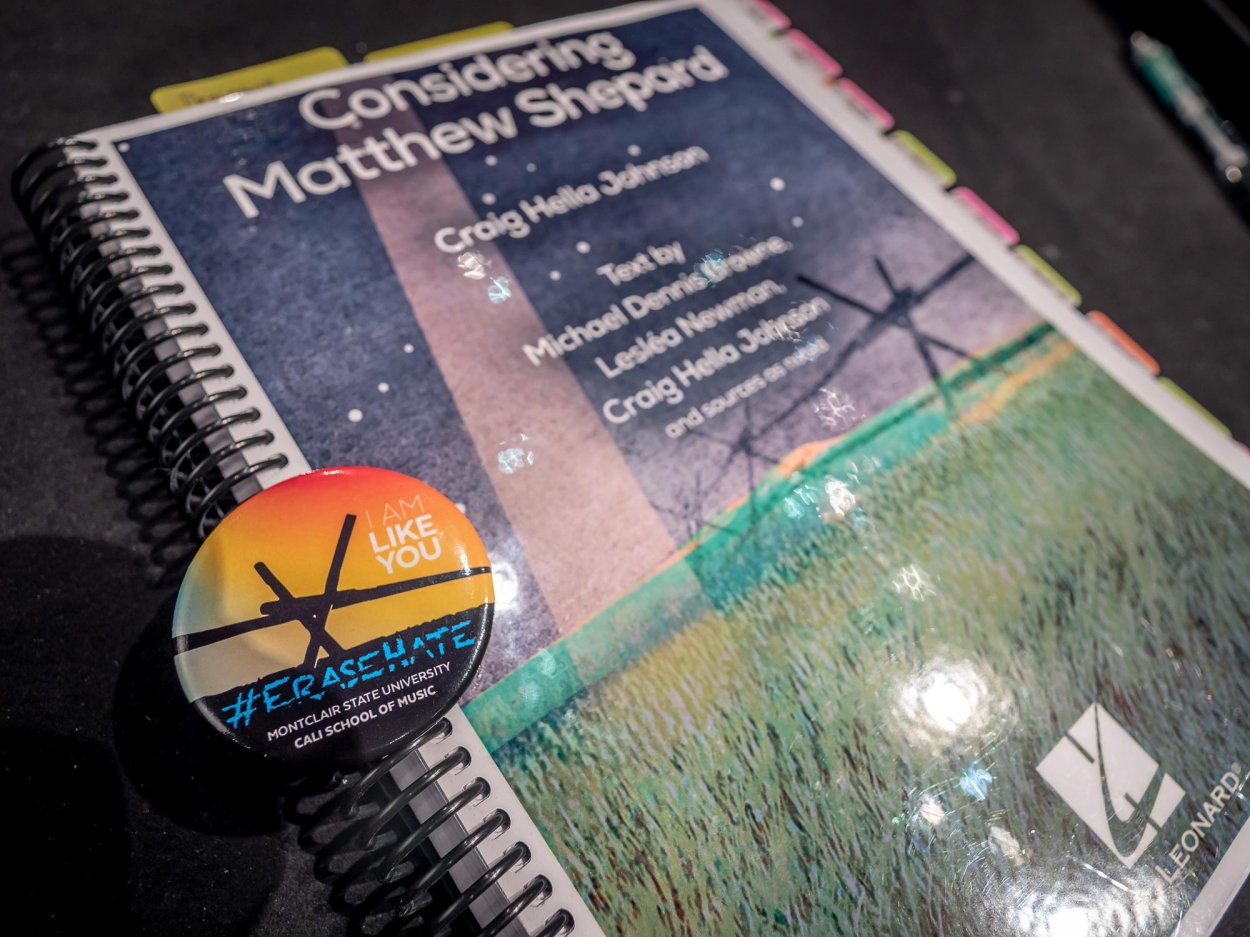 Considering
Matthew Shepard
Craig Hella Johnson
Text by
Michael Dennis Browne,
Lesléa Newman,
Craig Hella Johnson
and sources as noted
I AM
LIKE
YOU
#ERASEHATE
MONTCLAIR STATE UNIVERSITY
CALI SCHOOL OF MUSIC
LEONARD®